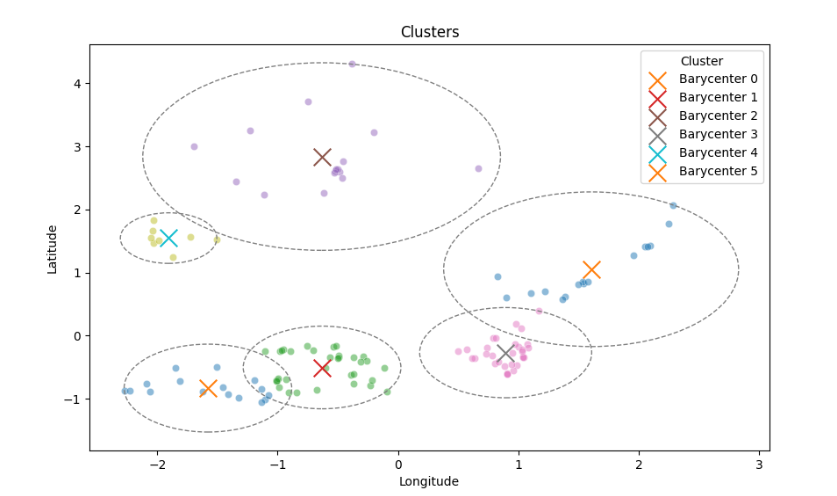 Clusters
Cluster
Barycenter 0
Barycenter 1
Barycenter 2
Barycenter 3
Barycenter 4
Barycenter 5
Latitude
4
3
2
1
0
−1
−2
−1
0
1
2
3
Longitude